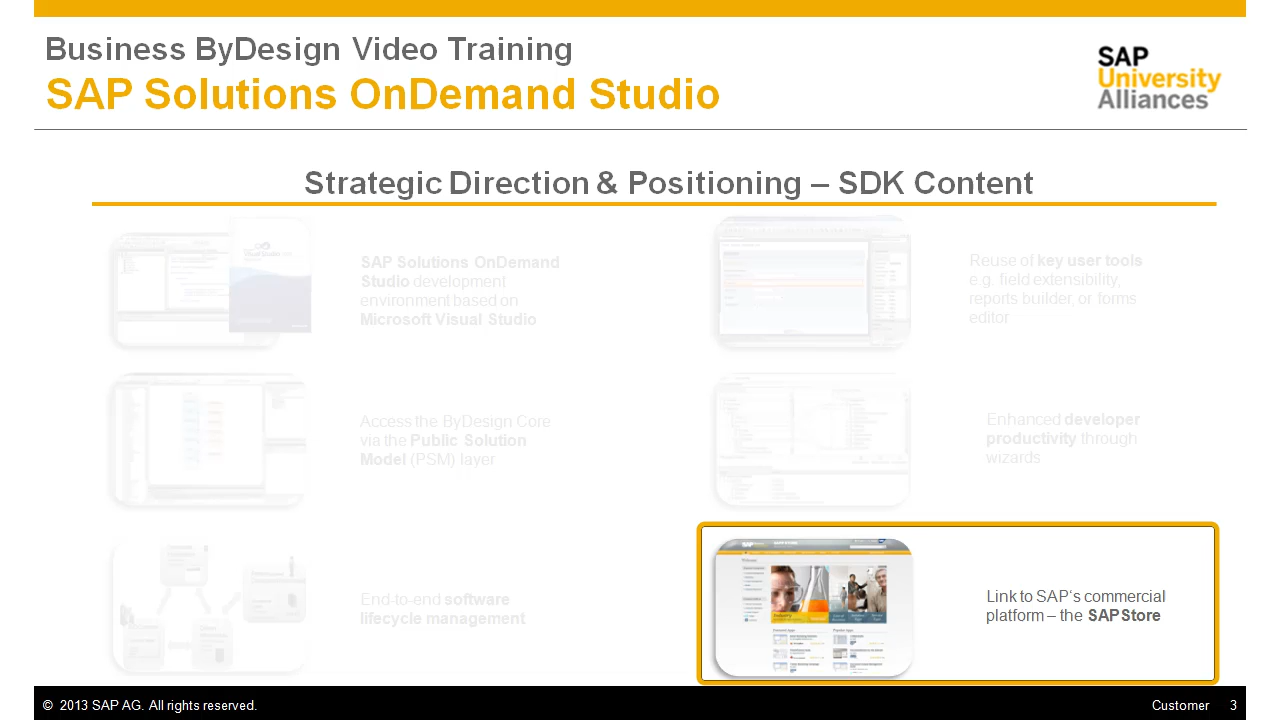 Business ByDesign Video Training
SAP Solutions OnDemand Studio
SAP
University
Alliances
Strategic Direction & Positioning – SDK Content
SAP Solutions OnDemand
Studio development
environment based on
Microsoft Visual Studio
Reuse of key user tools
e.g. field extensibility,
reports builder, or forms
editor
Access the ByDesign Core
via the Public Solution
Model (PSM) layer
Enhanced developer
productivity through
wizards
End-to-end software
lifecycle management
Link to SAP‘s commercial
platform – the SAPStore
© 2013 SAP AG. All rights reserved.
Customer 3